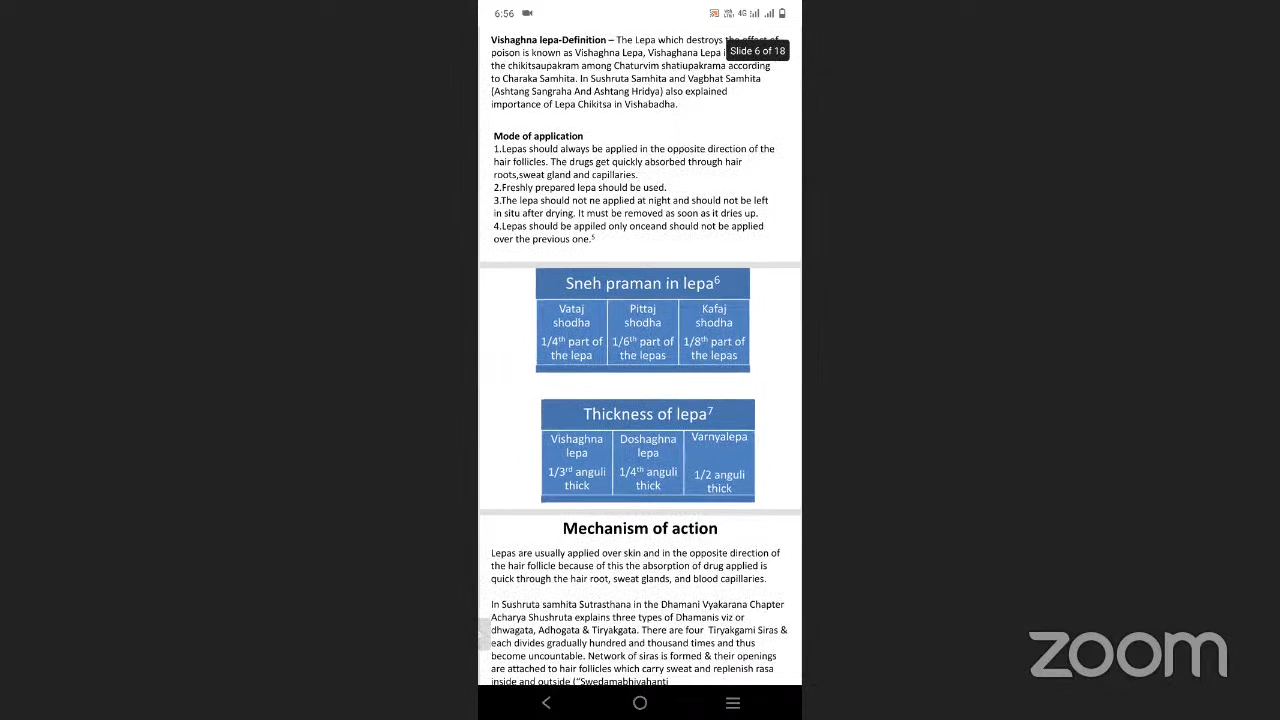 6:56
4G
Vishaghna lepa-Definition – The Lepa which destroys the effect of
poison is known as Vishaghna Lepa, Vishaghana Lepa i
Slide 6 of 18
the chikitsaupakram among Chaturvim shatiupakrama according
to Charaka Samhita. In Sushruta Samhita and Vagbhat Samhita
(Ashtang Sangraha And Ashtang Hridya) also explained
importance of Lepa Chikitsa in Vishabadha.
Mode of application
1.Lepas should always be applied in the opposite direction of the
hair follicles. The drugs get quickly absorbed through hair
roots,sweat gland and capillaries.
2.Freshly prepared lepa should be used.
3.The lepa should not ne applied at night and should not be left
in situ after drying. It must be removed as soon as it dries up.
4.Lepas should be appiled only onceand should not be applied
over the previous one.5
Sneh praman in lepa6
Vataj
shodha
1/4th part of
the lepa
Pittaj
shodha
1/6th part of
the lepas
Kafaj
shodha
1/8th part of
the lepas
Thickness of lepa7
Vishaghna
lepa
1/3rd anguli
thick
Doshaghna
lepa
1/4th anguli
thick
Varnyalepa
1/2 anguli
thick
Mechanism of action
Lepas are usually applied over skin and in the opposite direction of
the hair follicle because of this the absorption of drug applied is
quick through the hair root, sweat glands, and blood capillaries.
In Sushruta samhita Sutrasthana in the Dhamani Vyakarana Chapter
Acharya Shushruta explains three types of Dhamanis viz or
dhwagata, Adhogata & Tiryakgata. There are four Tiryakgami Siras &
each divides gradually hundred and thousand times and thus
become uncountable. Network of siras is formed & their openings
are attached to hair follicles which carry sweat and replenish rasa
inside and outside (“Swedamabhivahanti
zoom